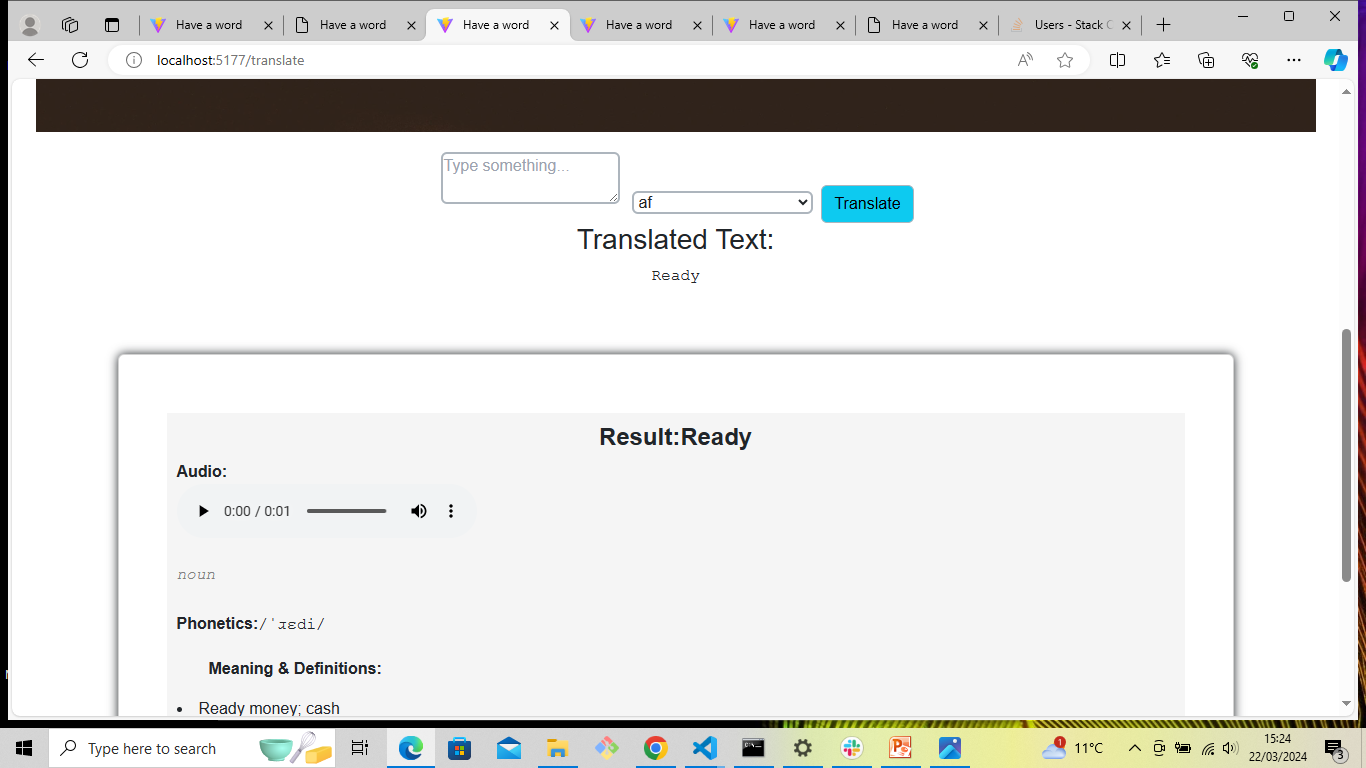 Have a word
Have a word
Have a word
Have a word
Have a word
Have a word
Users - Stack
localhost:5177/translate
Type something...
af
Translate
Translated Text:
Ready
Result:Ready
Audio:
0:00 / 0:01
noun
Phonetics:/ˈɹɛdi/
Meaning & Definitions:
Ready money; cash
Type here to search
1
11°C
15:24
22/03/2024
3